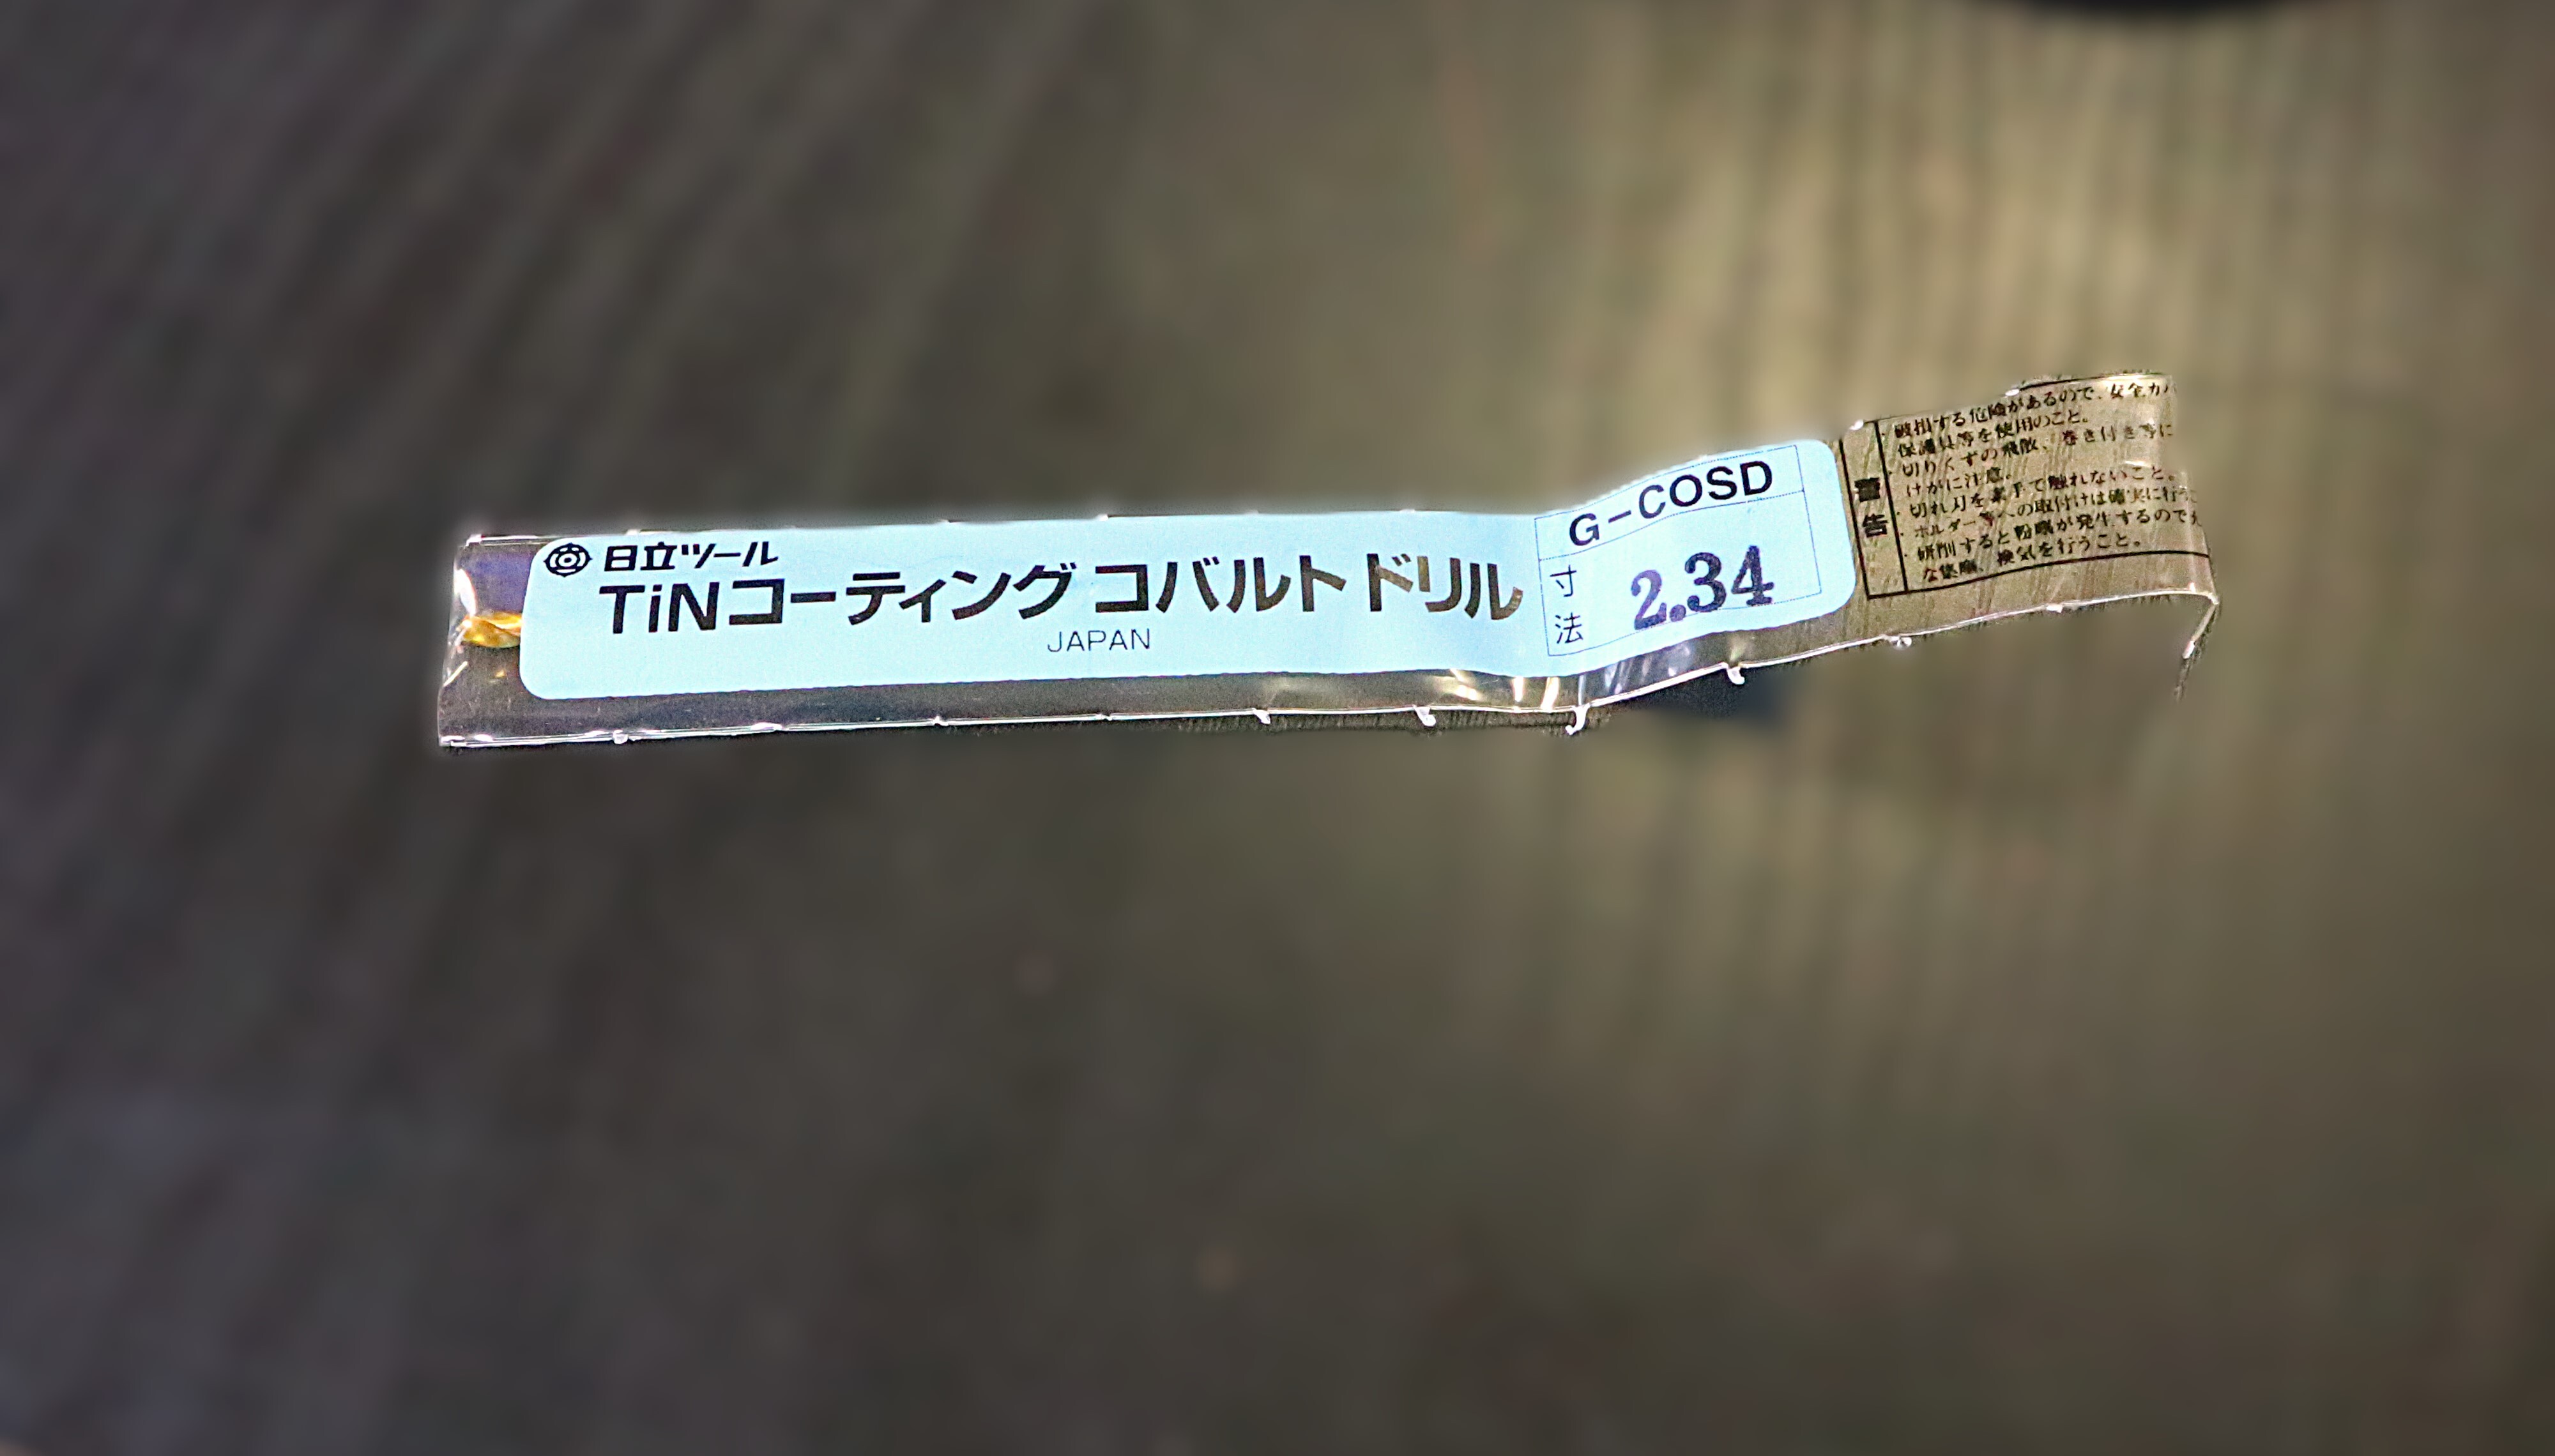 日立ツール
TiNコーティング コバルトドリル
JAPAN
G-COSD
寸法
2.34
警告
破損する危険があるので、安全カバ
保護具等を使用のこと。
・切りくずの飛散、巻き付き等に
けがに注意。
・切れ刃を素手で触れないこと。
・ホルダー等への取付けは確実に行う
・研削すると粉塵が発生するので
な集塵、換気を行うこと。